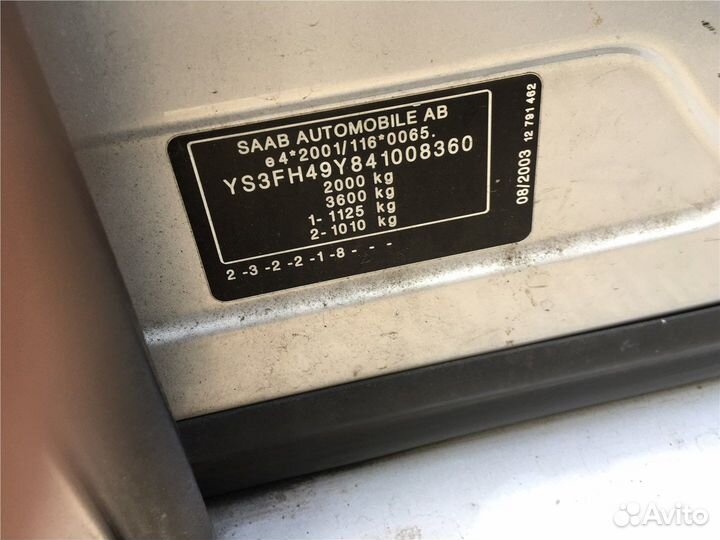 SAAB AUTOMOBILE AB
e4*2001/116*0065.
YS3FH49Y841008360
2000 kg
3600 kg
1- 1125 kg
2- 1010 kg
2 -3 -2 -2 -1 -8 - - -
08/2003 12 791 462
Avito